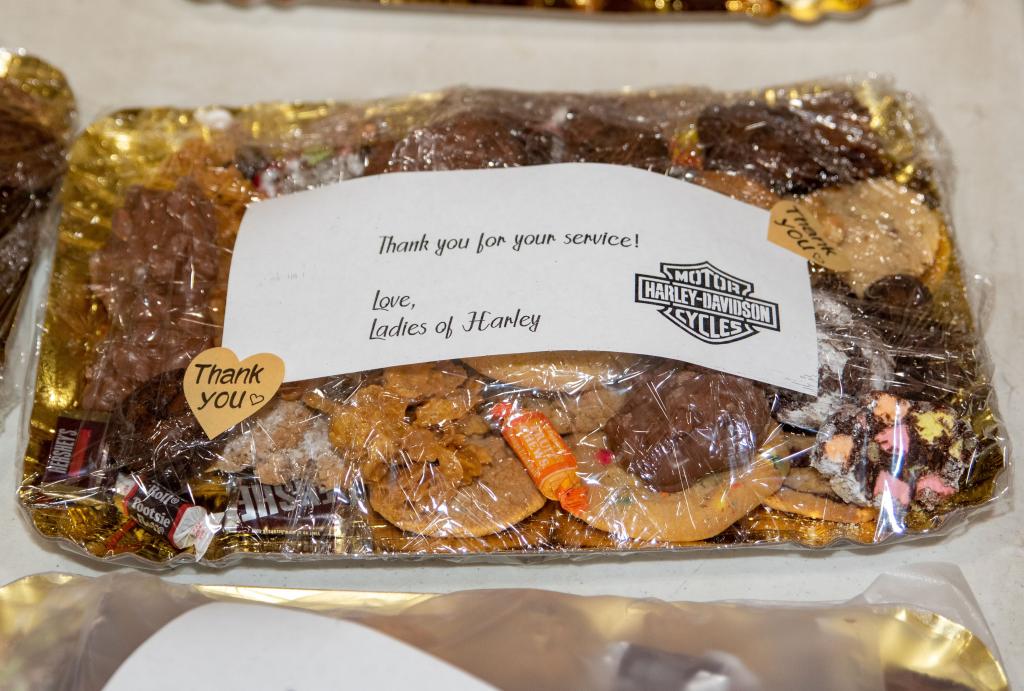 Thank you for your service!
Love,
Ladies of Harley
MOTOR
HARLEY-DAVIDSON
CYCLES
Thank
you
Thank
you
HERSHEY'S
Tootsie